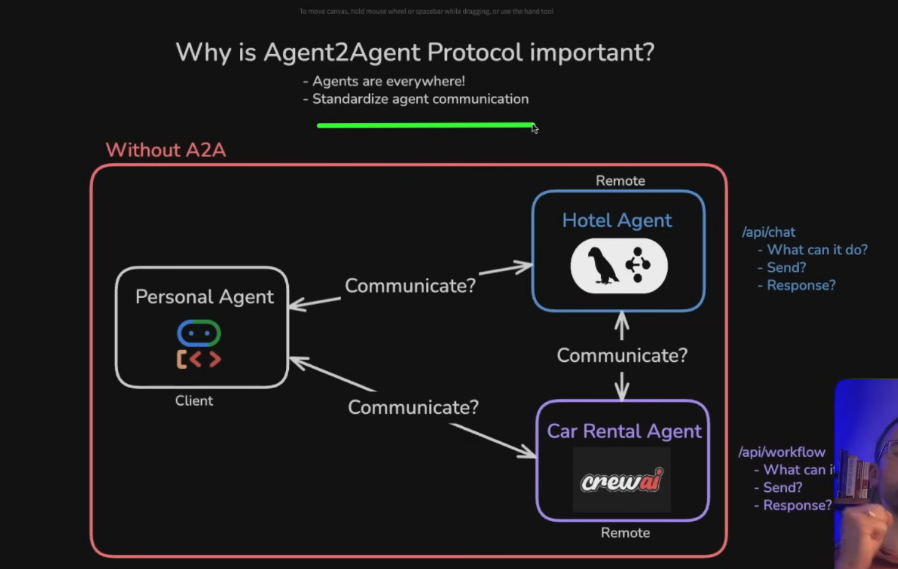 To move canvas, hold mouse wheel or spacebar while dragging, or use the hand tool
Why is Agent2Agent Protocol important?
- Agents are everywhere!
- Standardize agent communication
Without A2A
Remote
Hotel Agent
/api/chat
- What can it do?
- Send?
- Response?
Communicate?
Personal Agent
Client
Communicate?
Communicate?
Car Rental Agent
crewai
Remote
/api/workflow
- What can it
- Send?
- Response?